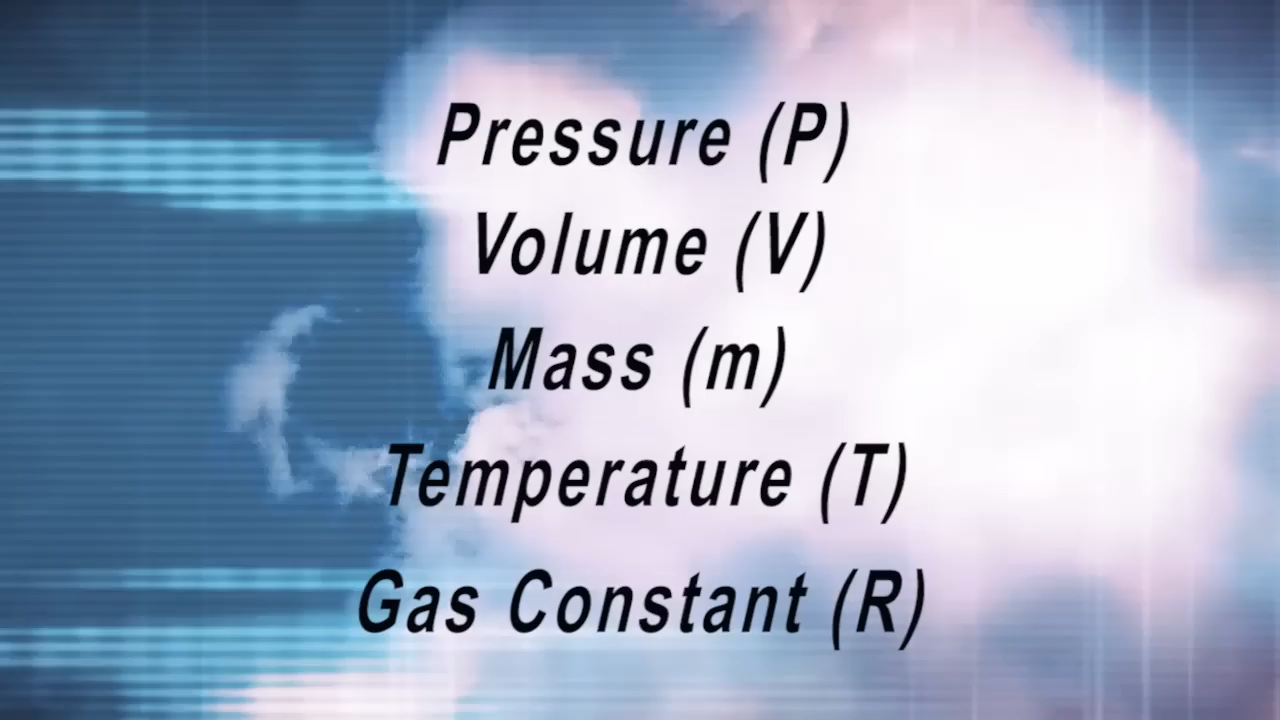 Pressure (P)
Volume (V)
Mass (m)
Temperature (T)
Gas Constant (R)